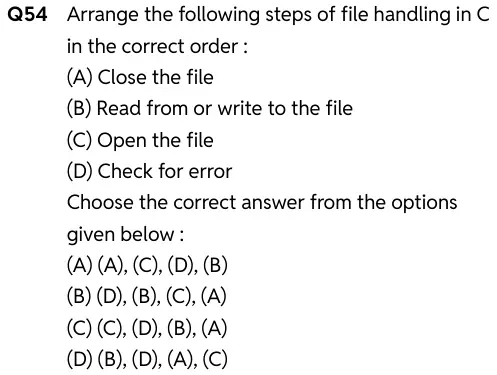 Q54 Arrange the following steps of file handling in C
in the correct order :
(A) Close the file
(B) Read from or write to the file
(C) Open the file
(D) Check for error
Choose the correct answer from the options
given below :
(A) (A), (C), (D), (B)
(B) (D), (B), (C), (A)
(C) (C), (D), (B), (A)
(D) (B), (D), (A), (C)